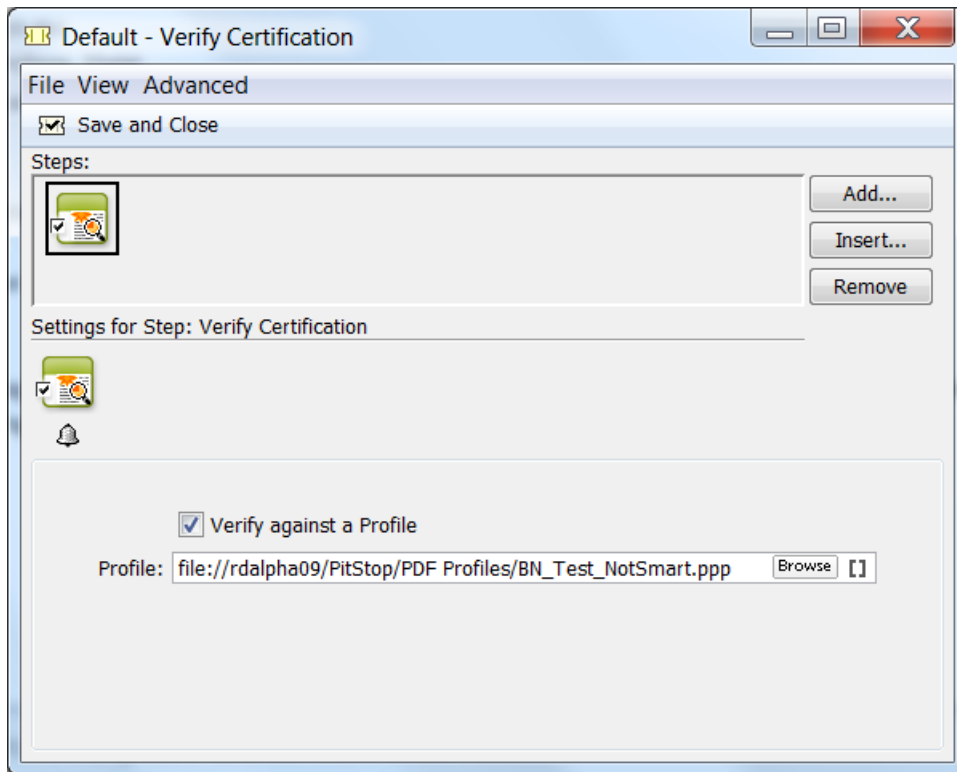 Default - Verify Certification
File View Advanced
Save and Close
Steps:
Add...
Insert...
Remove
Settings for Step: Verify Certification
Verify against a Profile
Profile: file://rdalpha09/PitStop/PDF Profiles/BN_Test_NotSmart.ppp Browse []